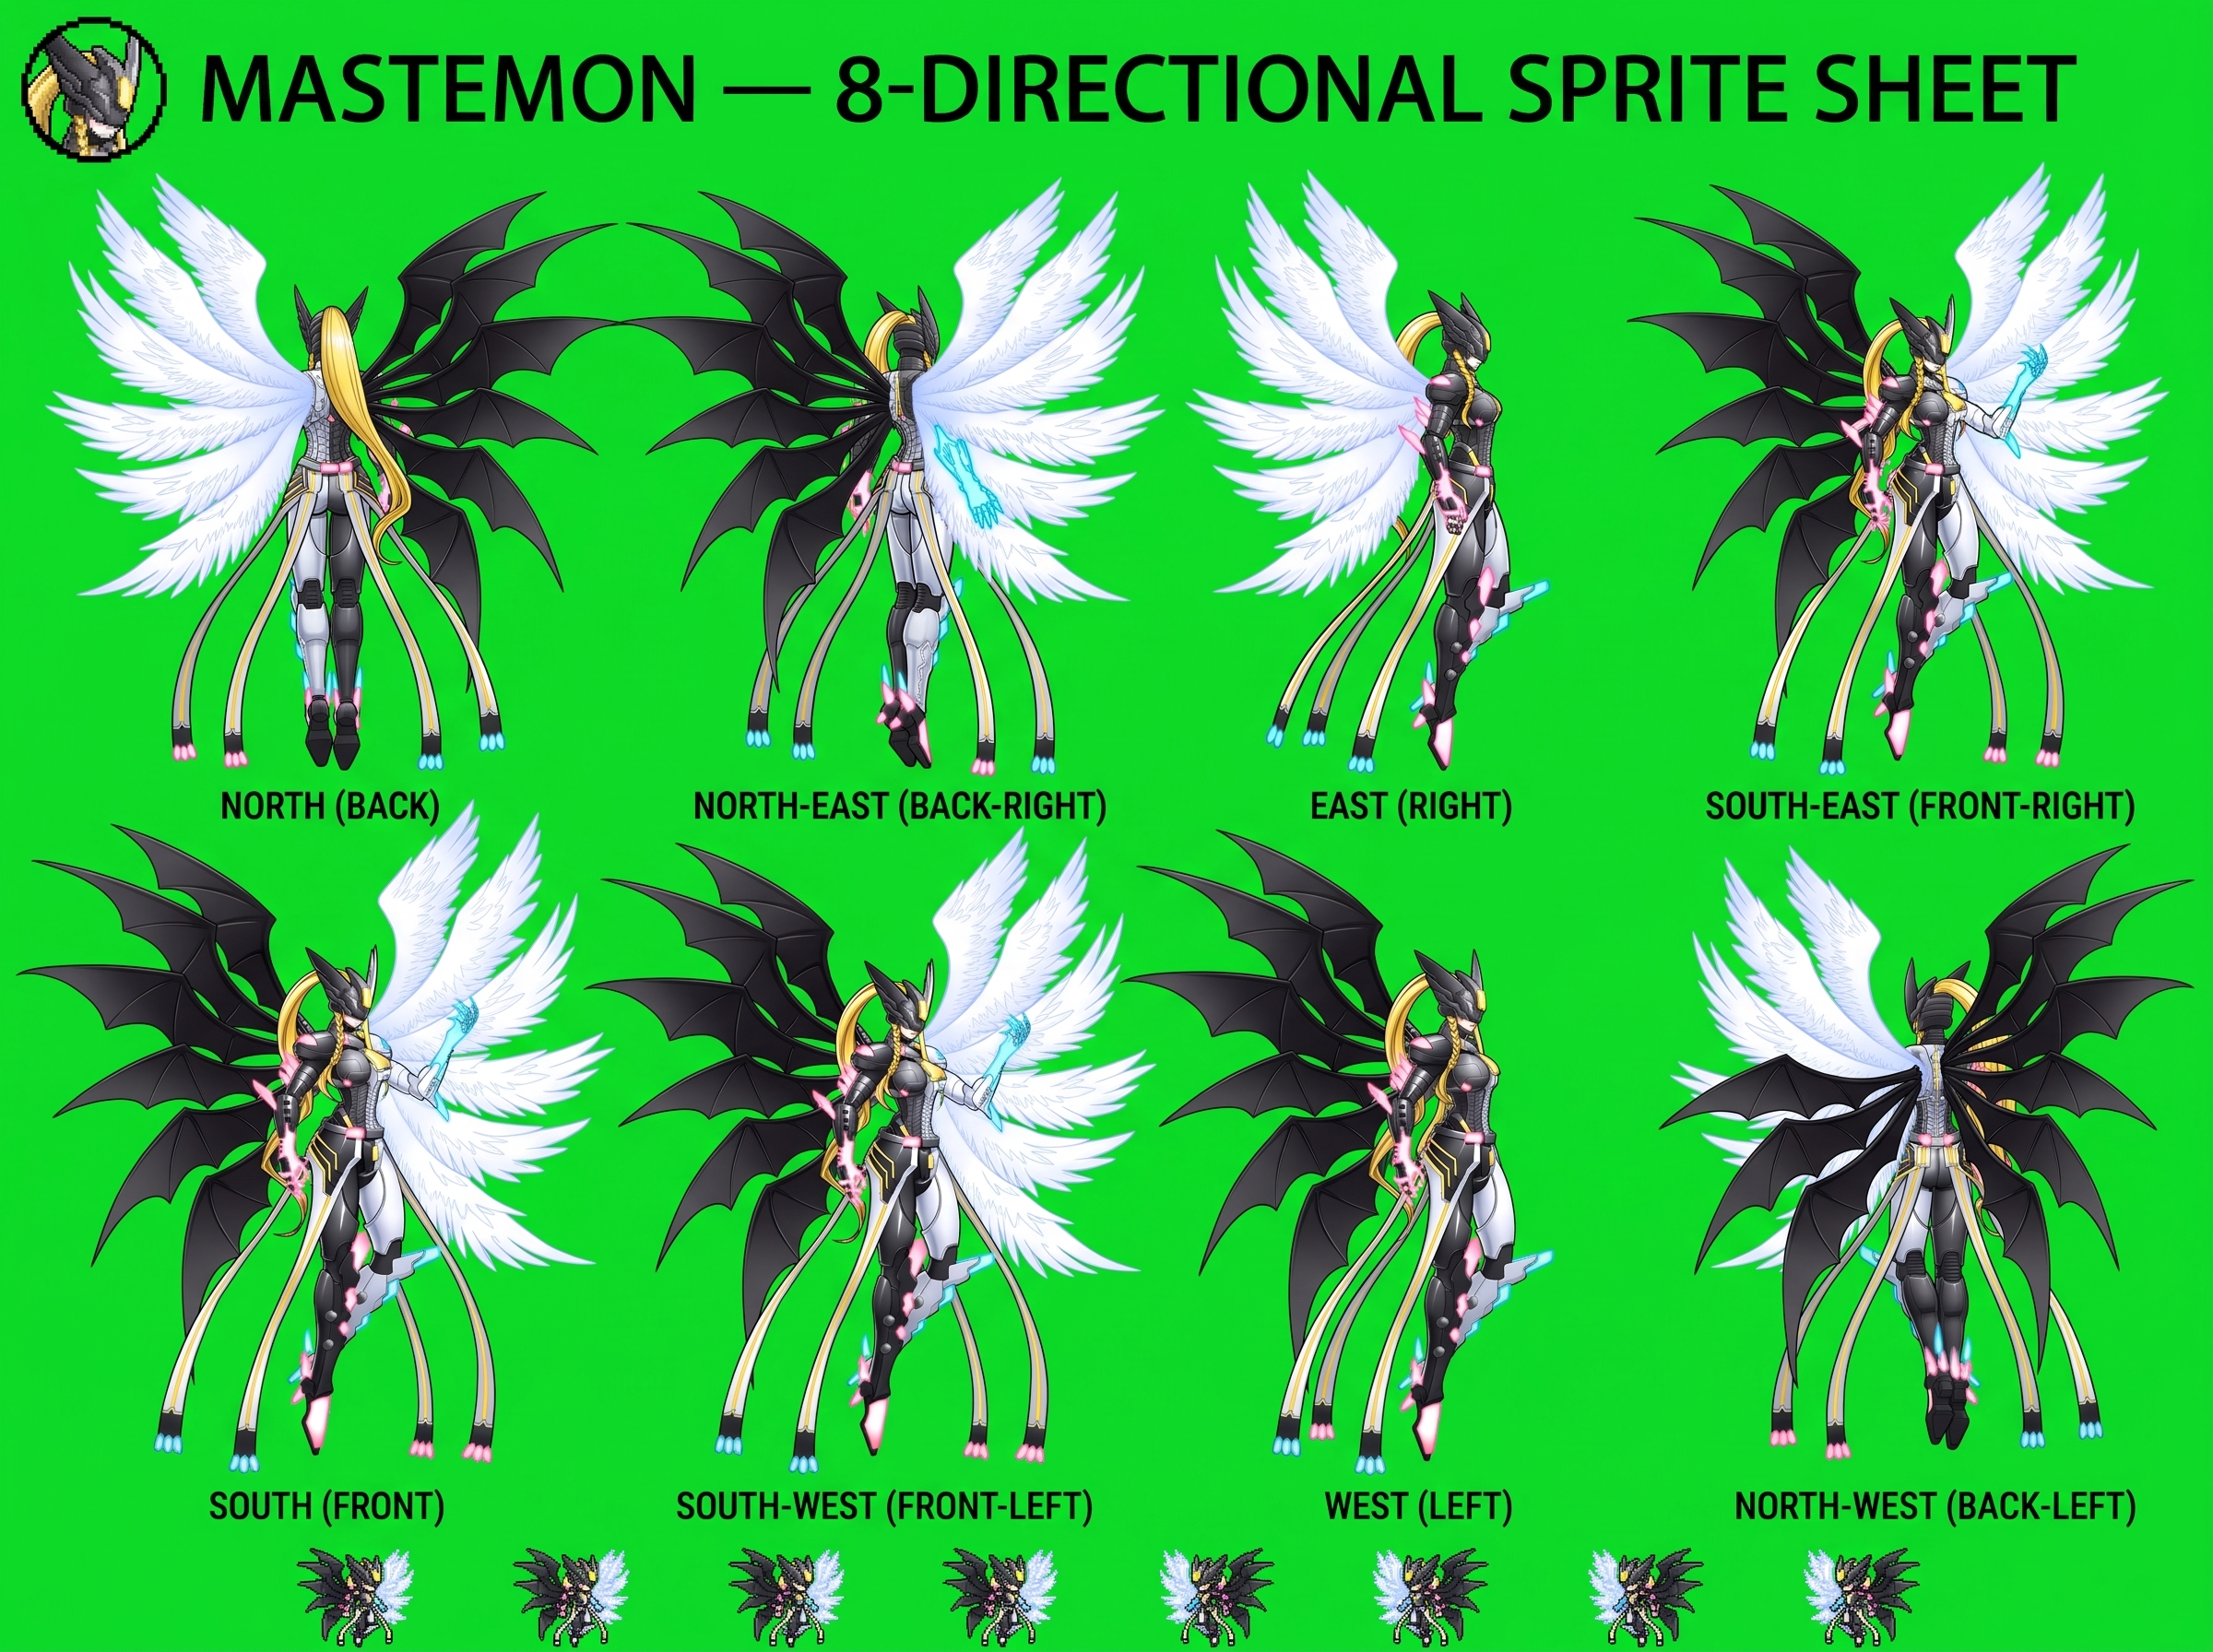 MASTEMON — 8-DIRECTIONAL SPRITE SHEET
NORTH (BACK)
NORTH-EAST (BACK-RIGHT)
EAST (RIGHT)
SOUTH-EAST (FRONT-RIGHT)
SOUTH (FRONT)
SOUTH-WEST (FRONT-LEFT)
WEST (LEFT)
NORTH-WEST (BACK-LEFT)